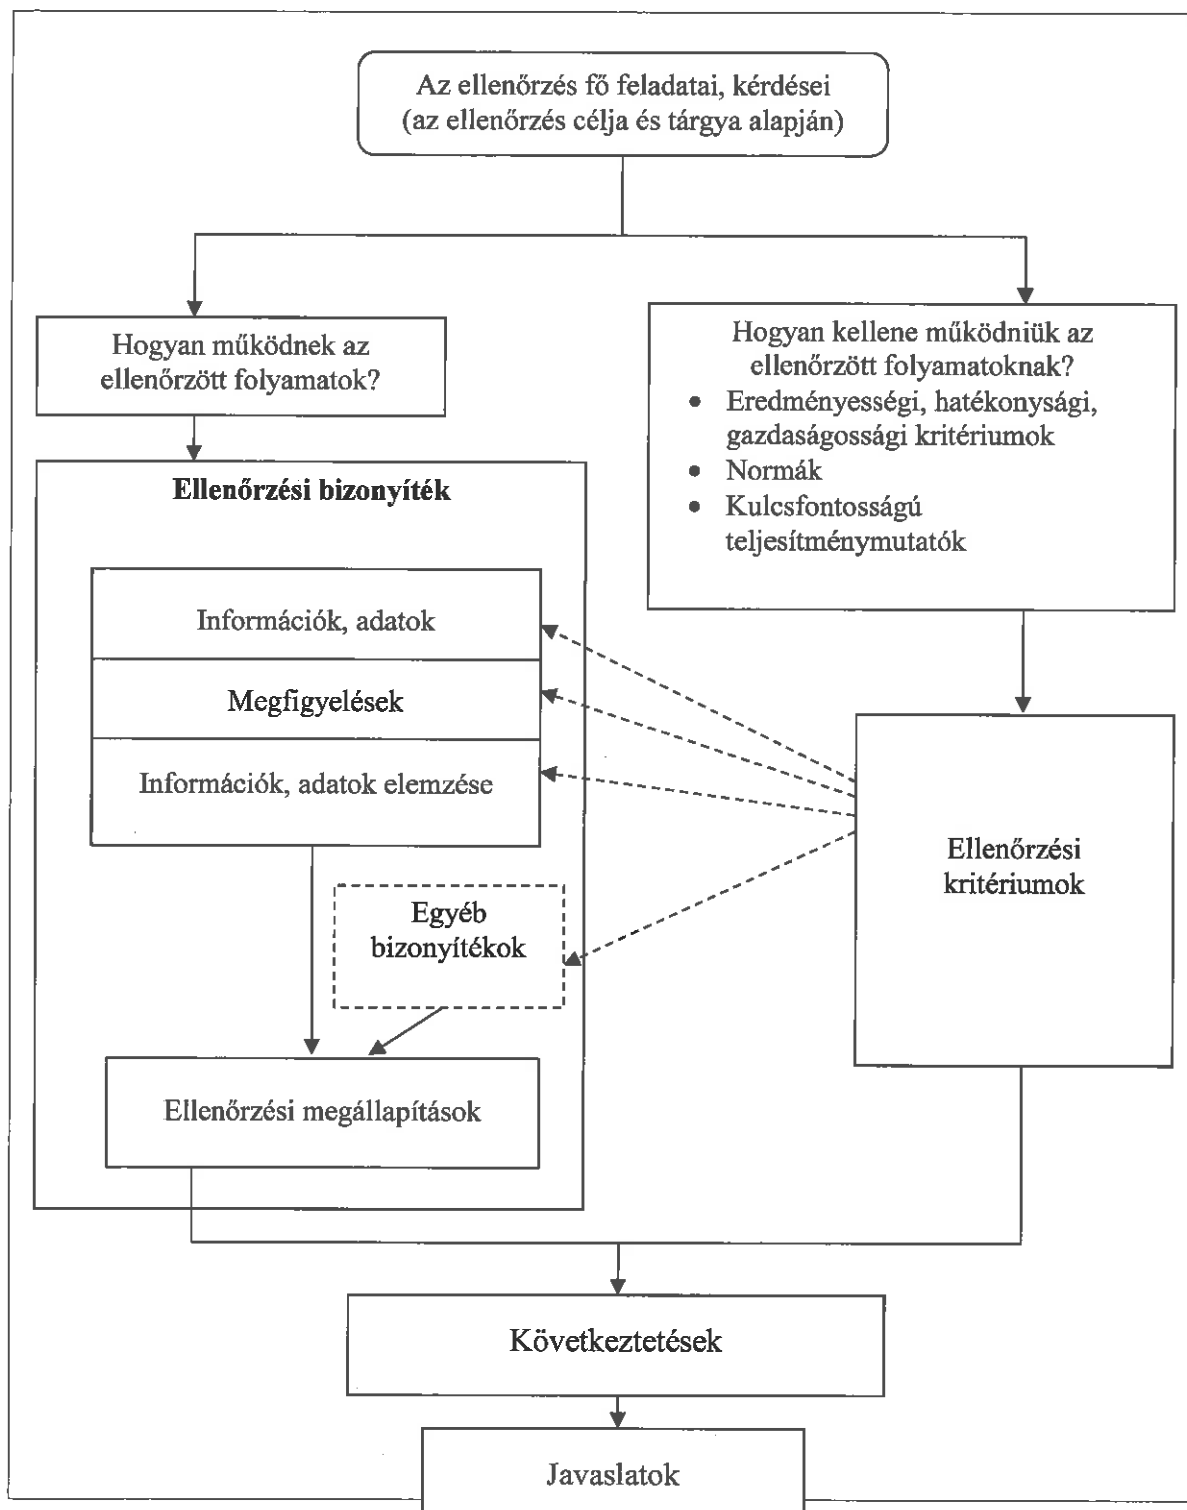 Az ellenőrzés fő feladatai, kérdései
(az ellenőrzés célja és tárgya alapján)
Hogyan működnek az
ellenőrzött folyamatok?
Hogyan kellene működniük az
ellenőrzött folyamatoknak?
• Eredményességi, hatékonysági,
gazdaságossági kritériumok
• Normák
• Kulcsfontosságú
teljesítménymutatók
Ellenőrzési bizonyíték
Információk, adatok
Megfigyelések
Információk, adatok elemzése
Egyéb
bizonyítékok
Ellenőrzési megállapítások
Ellenőrzési
kritériumok
Következtetések
Javaslatok